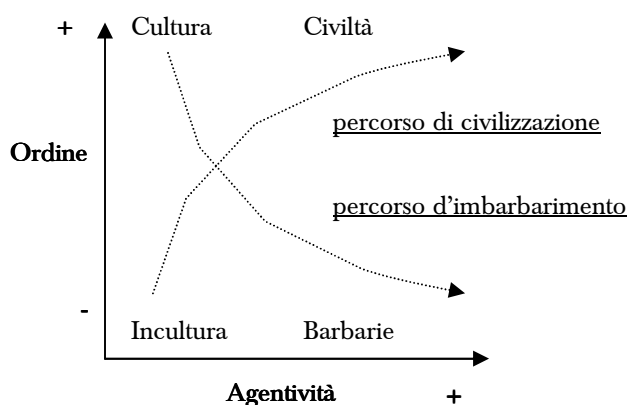 + Cultura Civiltà
percorso di civilizzazione
Ordine
percorso d'imbarbarimento
-
Incultura Barbarie
Agentività +